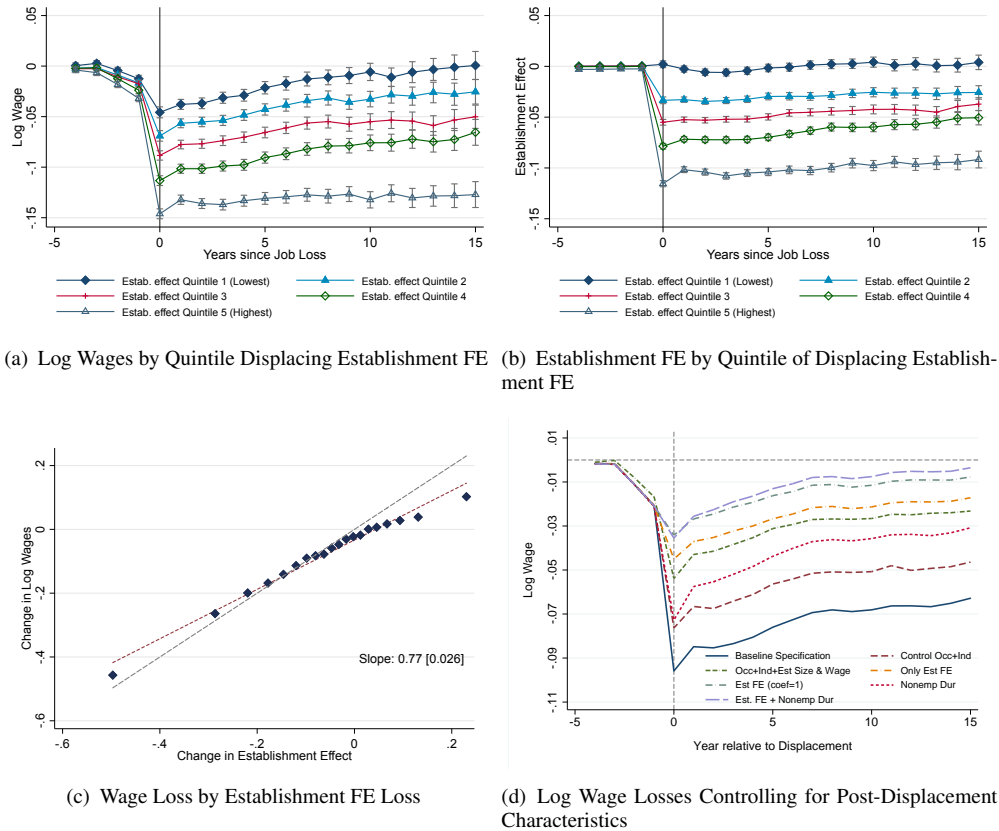 .05
0
-.05
-.1
-.15
Log Wage
-5
0
5
10
15
Years since Job Loss
Estab. effect Quintile 1 (Lowest)
Estab. effect Quintile 2
Estab. effect Quintile 3
Estab. effect Quintile 4
Estab. effect Quintile 5 (Highest)
(a) Log Wages by Quintile Displacing Establishment FE
.05
0
-.05
-.1
-.15
Establishment Effect
-5
0
5
10
15
Years since Job Loss
Estab. effect Quintile 1 (Lowest)
Estab. effect Quintile 2
Estab. effect Quintile 3
Estab. effect Quintile 4
Estab. effect Quintile 5 (Highest)
(b) Establishment FE by Quintile of Displacing Establish-
ment FE
.2
0
-.2
-.4
-.6
Change in Log Wages
Slope: 0.77 [0.026]
-.6
-.4
-.2
0
.2
Change in Establishment Effect
(c) Wage Loss by Establishment FE Loss
.01
-.01
-.03
-.05
-.07
-.09
-.11
Log Wage
Baseline Specification
Control Occ+Ind
Occ+Ind+Est Size & Wage
Only Est FE
Est FE (coef=1)
Nonemp Dur
Est. FE + Nonemp Dur
-5
0
5
10
15
Year relative to Displacement
(d) Log Wage Losses Controlling for Post-Displacement
Characteristics